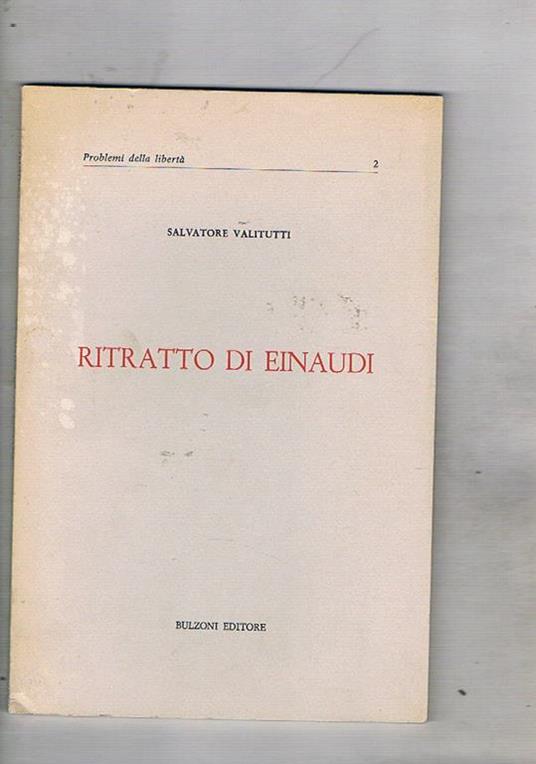 Problemi della libertà 2
SALVATORE VALITUTTI
RITRATTO DI EINAUDI
BULZONI EDITORE